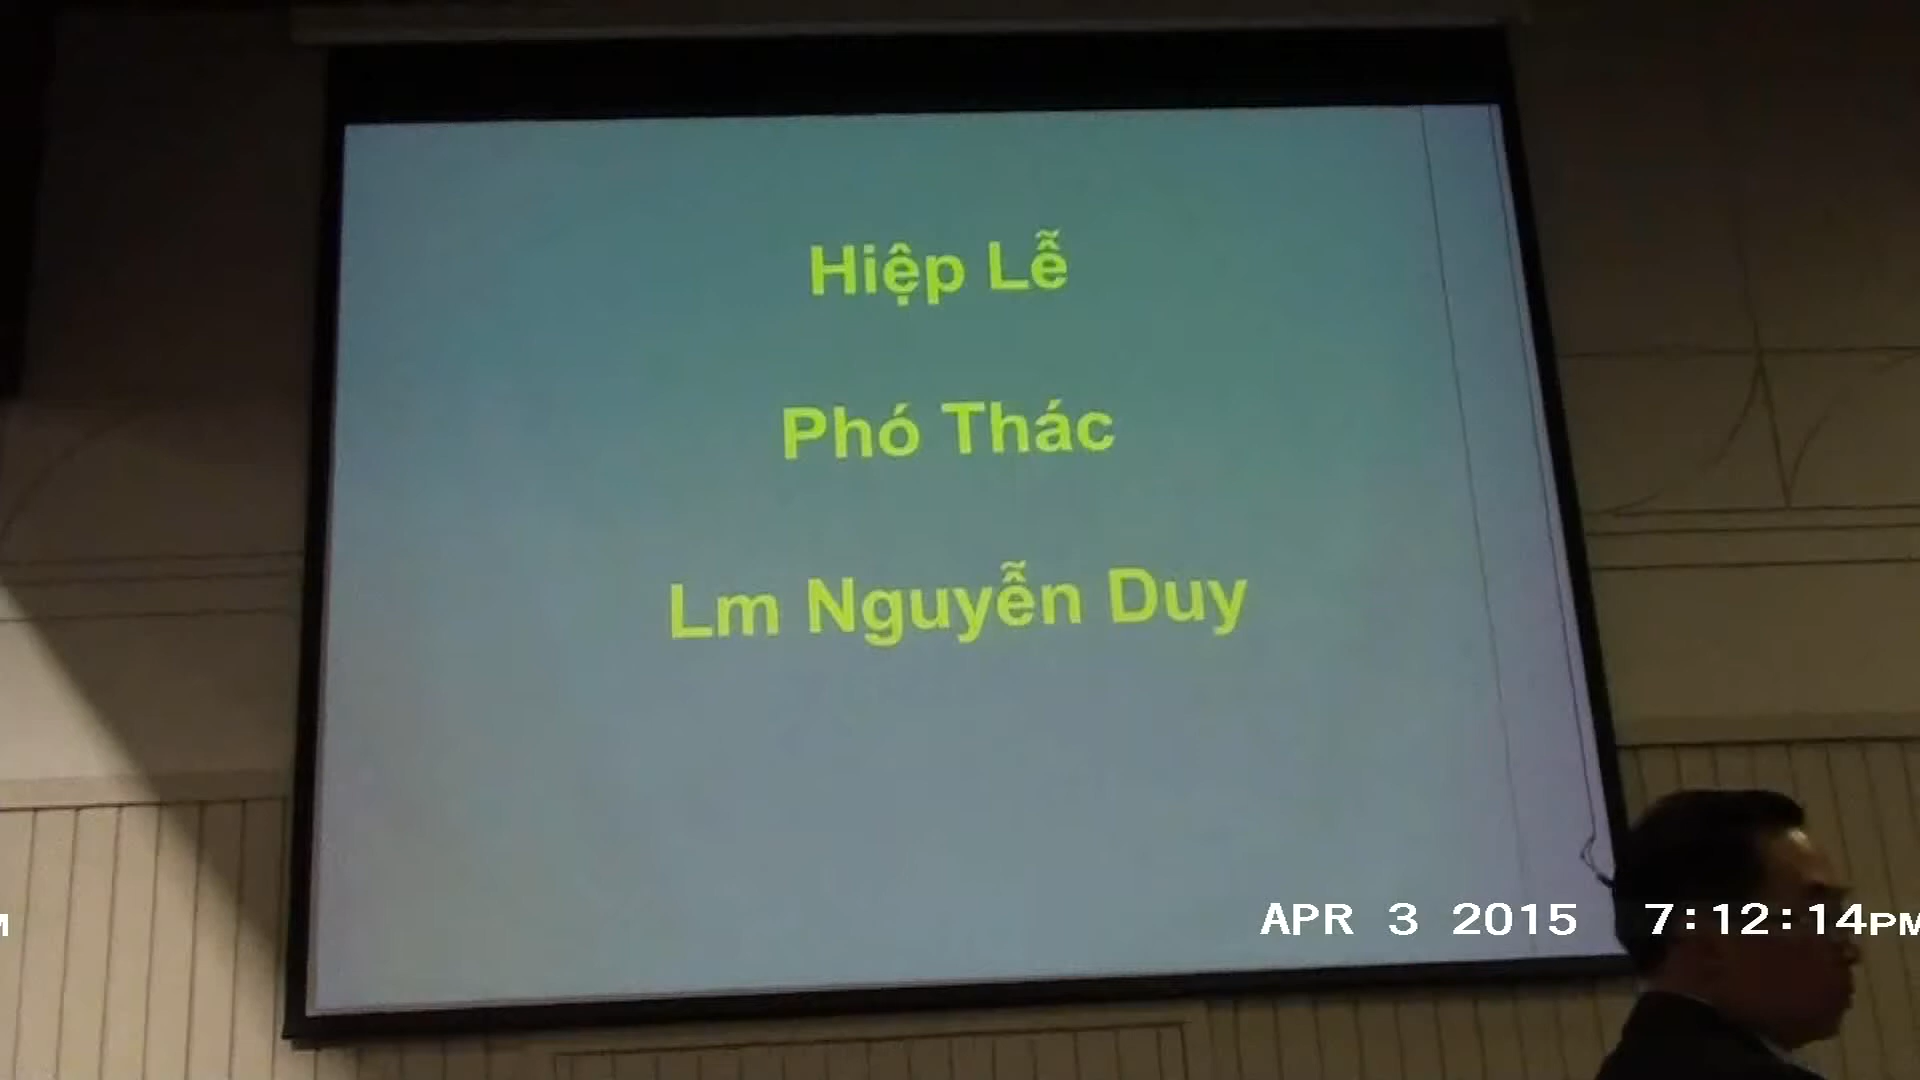 Hiệp Lễ
Phó Thác
Lm Nguyễn Duy
APR 3 2015 7:12:14PM